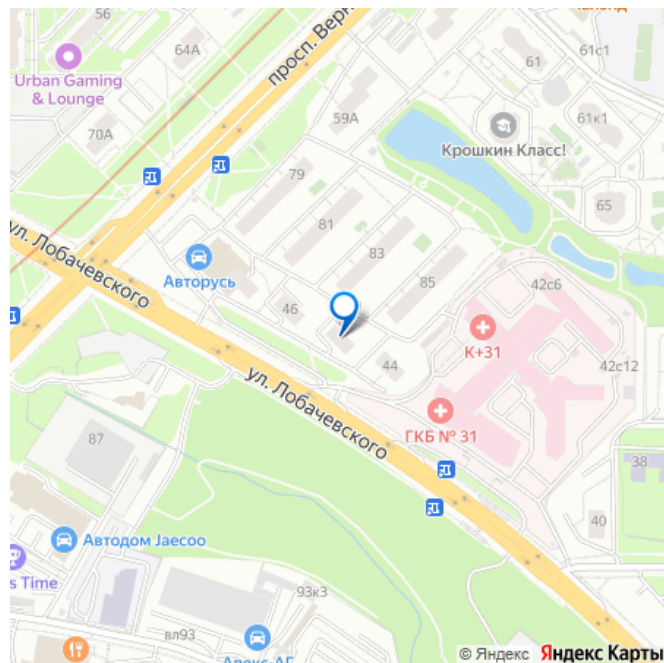 56
64А
просп. Верн
61
61с1
Urban Gaming
& Lounge
59А
61к1
70А
Крошкин Класс!
79
65
81
ул. Лобачевского
83
Авторусь
85
42с6
46
К+31
44
42с12
ул. Лобачевского
ГКБ № 31
87
38
40
Автодом Jaecoo
s Time
93к3
вл93
© Яндекс Яндекс Карты